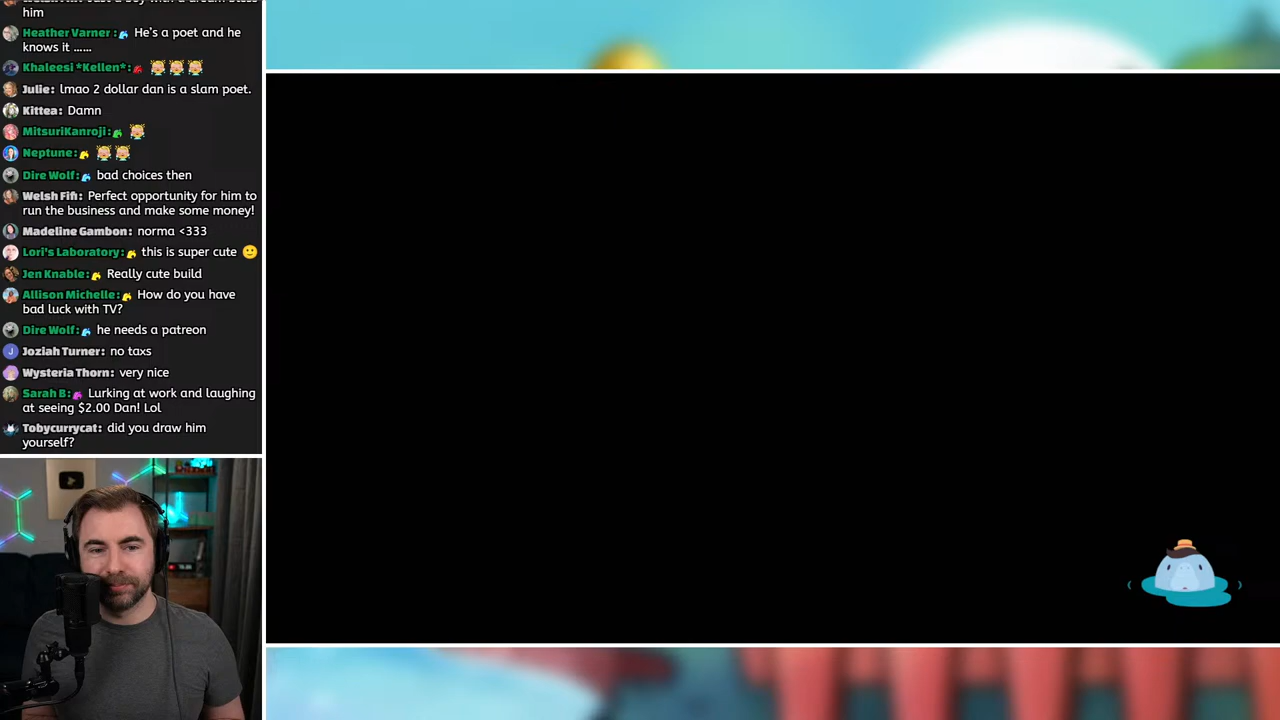 him
Heather Varner : He's a poet and he
knows it ......
Khaleesi *Kellen*:
Julie: lmao 2 dollar dan is a slam poet.
Kittea: Damn
MitsuriKanroji:
Neptune:
Dire Wolf: bad choices then
Welsh Fifi: Perfect opportunity for him to
run the business and make some money!
Madeline Gambon: norma <333
Lori's Laboratory: this is super cute 🙂
Jen Knable: Really cute build
Allison Michelle: How do you have
bad luck with TV?
Dire Wolf: he needs a patreon
J Joziah Turner: no taxs
Wysteria Thorn: very nice
Sarah B: Lurking at work and laughing
at seeing $2.00 Dan! Lol
Tobycurrycat: did you draw him
yourself?